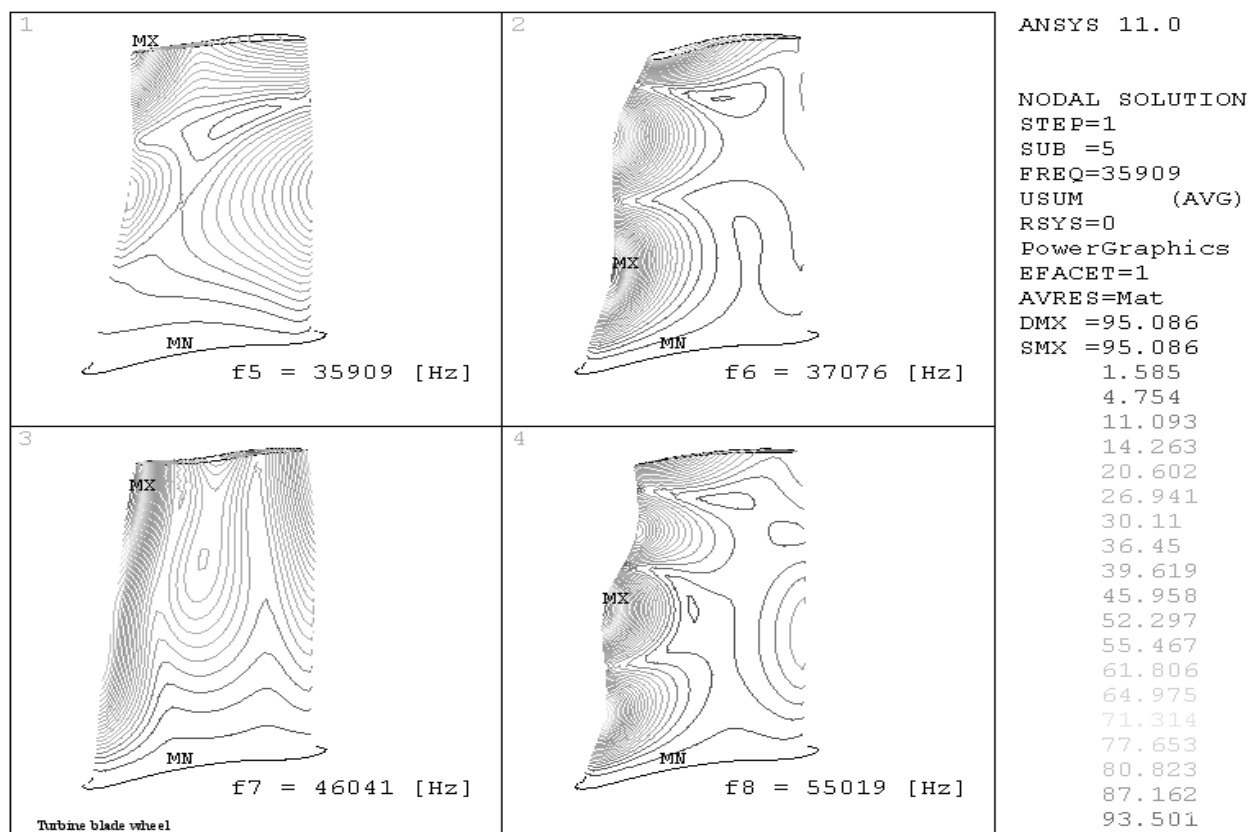 1
MX
MN
f5 = 35909 [Hz]
2
MX
MN
f6 = 37076 [Hz]
3
MX
MN
f7 = 46041 [Hz]
Turbine blade wheel
4
MX
MN
f8 = 55019 [Hz]
ANSYS 11.0
NODAL SOLUTION
STEP=1
SUB =5
FREQ=35909
USUM (AVG)
RSYS=0
PowerGraphics
EFACET=1
AVRES=Mat
DMX =95.086
SMX =95.086
1.585
4.754
11.093
14.263
20.602
26.941
30.11
36.45
39.619
45.958
52.297
55.467
61.806
64.975
71.314
77.653
80.823
87.162
93.501